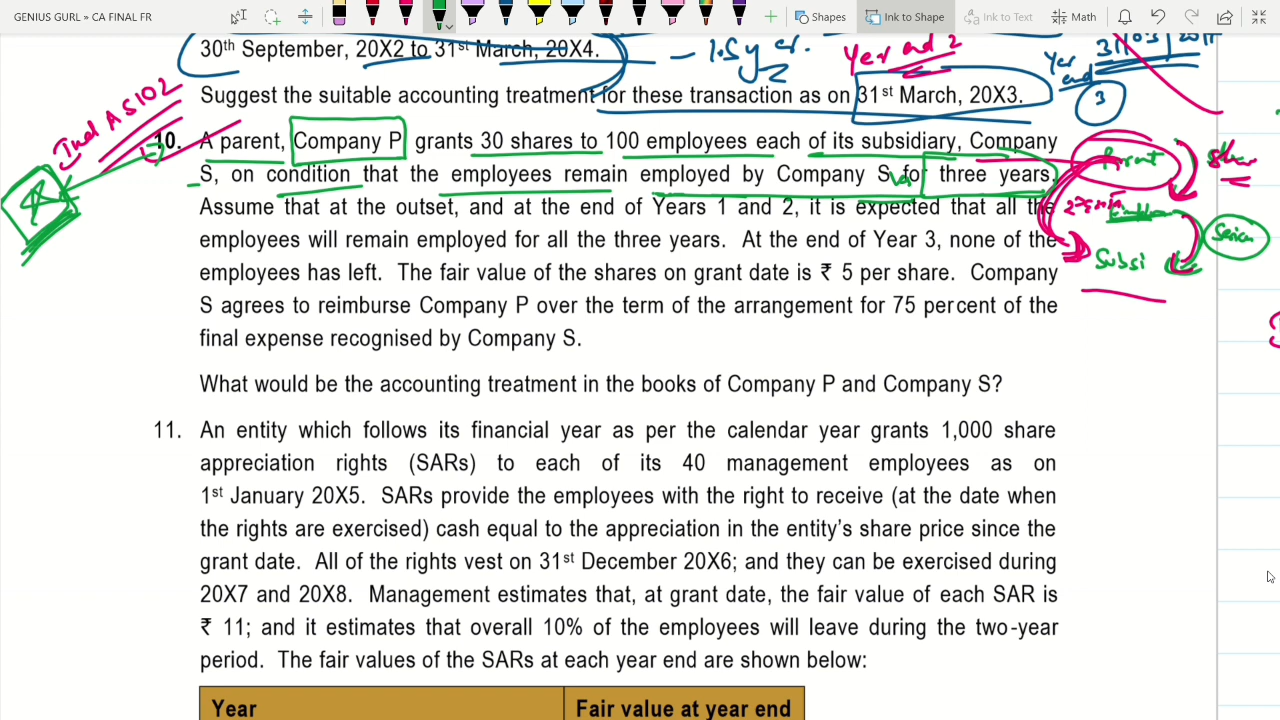 GENIUS GURL » CA FINAL FR
Shapes
Ink to Shape
Ink to Text
Math
30th September, 20X2 to 31st March, 20X4.
- 1.5 yer.
Yer end 2
Yer end
3
31/03/
Suggest the suitable accounting treatment for these transaction as on 31st March, 20X3.
Ind AS 102
10. A parent, Company P grants 30 shares to 100 employees each of its subsidiary, Company
S, on condition that the employees remain employed by Company S for three years.
Assume that at the outset, and at the end of Years 1 and 2, it is expected that all the
employees will remain employed for all the three years. At the end of Year 3, none of the
employees has left. The fair value of the shares on grant date is ₹ 5 per share. Company
S agrees to reimburse Company P over the term of the arrangement for 75 percent of the
final expense recognised by Company S.
Parent
Subsi
What would be the accounting treatment in the books of Company P and Company S?
11. An entity which follows its financial year as per the calendar year grants 1,000 share
appreciation rights (SARs) to each of its 40 management employees as on
1st January 20X5. SARs provide the employees with the right to receive (at the date when
the rights are exercised) cash equal to the appreciation in the entity's share price since the
grant date. All of the rights vest on 31st December 20X6; and they can be exercised during
20X7 and 20X8. Management estimates that, at grant date, the fair value of each SAR is
₹ 11; and it estimates that overall 10% of the employees will leave during the two-year
period. The fair values of the SARs at each year end are shown below:
Year
Fair value at year end